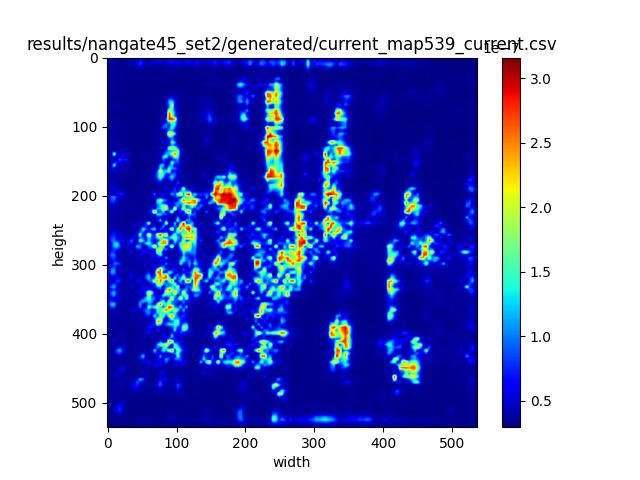 results/nangate45_set2/generated/current_map539_current.csv
1e−7
0
100
200
300
400
500
height
0 100 200 300 400 500
width
3.0
2.5
2.0
1.5
1.0
0.5